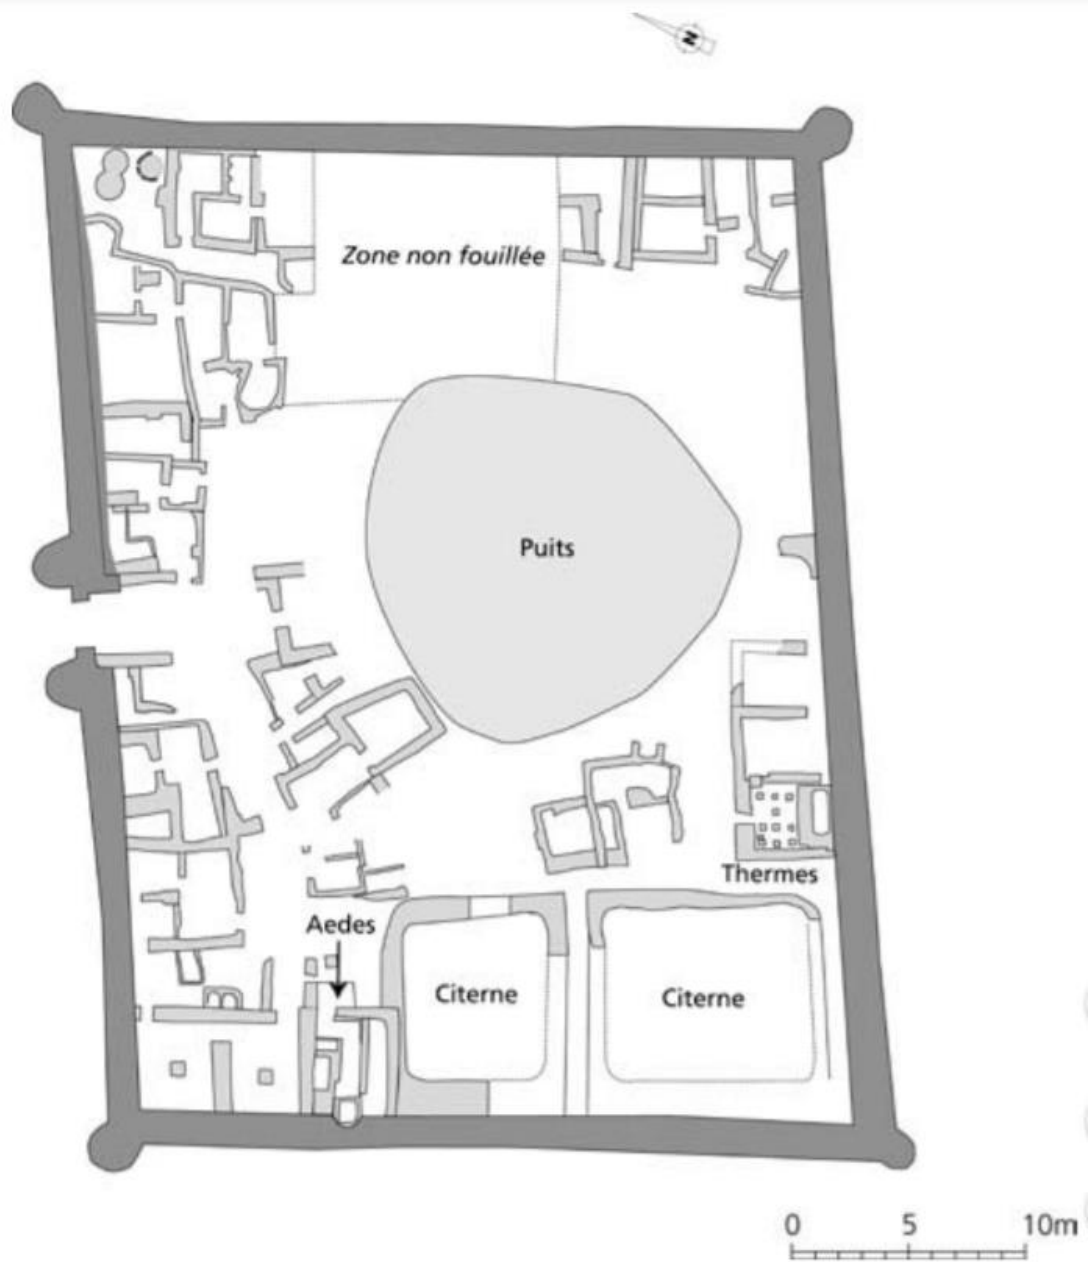 N
Zone non fouillée
Puits
Thermes
Aedes
Citerne
Citerne
0 5 10m